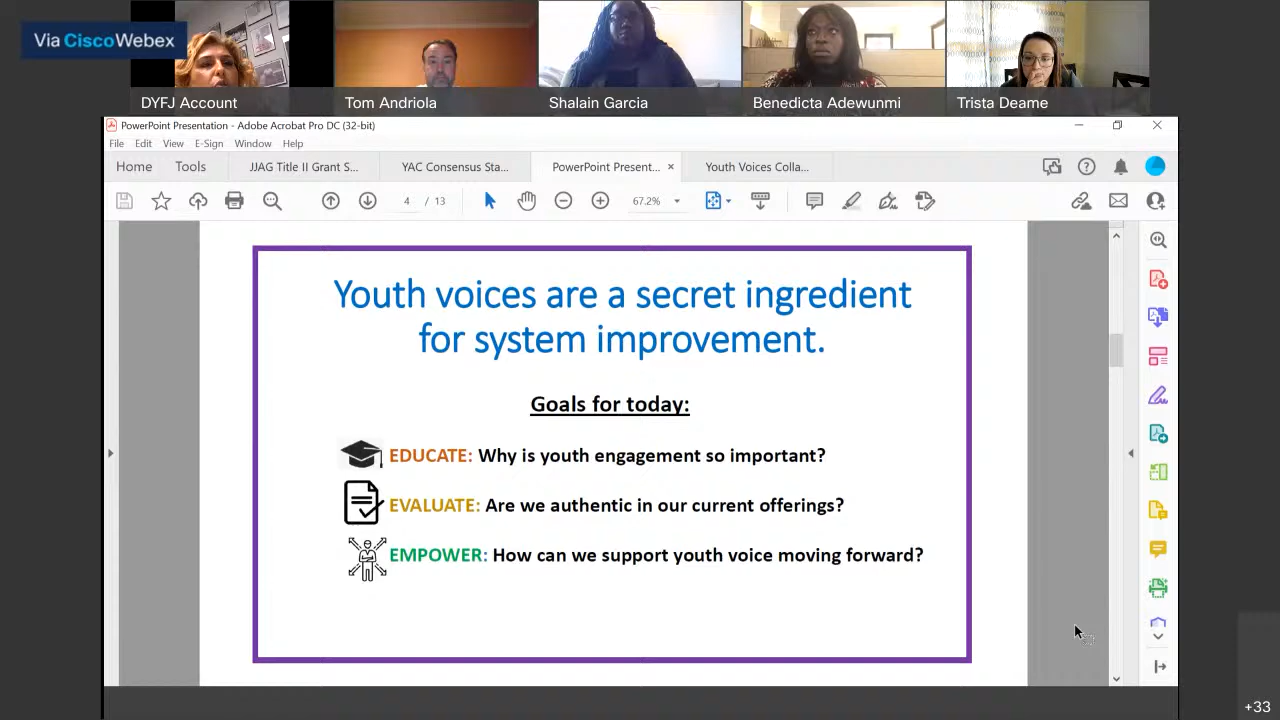 Via CiscoWebex
DYFJ Account
Tom Andriola
Shalain Garcia
Benedicta Adewunmi
Trista Deame
PowerPoint Presentation - Adobe Acrobat Pro DC (32-bit)
File Edit View E-Sign Window Help
Home Tools JJAG Title II Grant S... YAC Consensus Sta... PowerPoint Present... × Youth Voices Colla...
4 / 13 67.2%
Youth voices are a secret ingredient
for system improvement.
Goals for today:
EDUCATE: Why is youth engagement so important?
EVALUATE: Are we authentic in our current offerings?
EMPOWER: How can we support youth voice moving forward?
+33